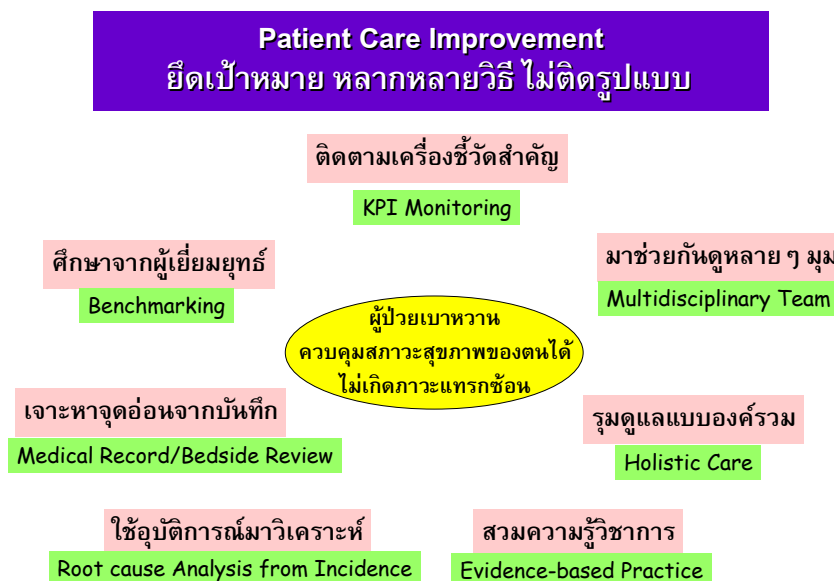 Patient Care Improvement
ยึดเป้าหมาย หลากหลายวิธี ไม่ติดรูปแบบ
ติดตามเครื่องชี้วัดสำคัญ
KPI Monitoring
ศึกษาจากผู้เยี่ยมยุทธ์
Benchmarking
มาช่วยกันดูหลาย ๆ มุม
Multidisciplinary Team
ผู้ป่วยเบาหวาน
ควบคุมสภาวะสุขภาพของตนได้
ไม่เกิดภาวะแทรกซ้อน
เจาะหาจุดอ่อนจากบันทึก
Medical Record/Bedside Review
รุมดูแลแบบองค์รวม
Holistic Care
ใช้อุบัติการณ์มาวิเคราะห์
Root cause Analysis from Incidence
สวมความรู้วิชาการ
Evidence-based Practice